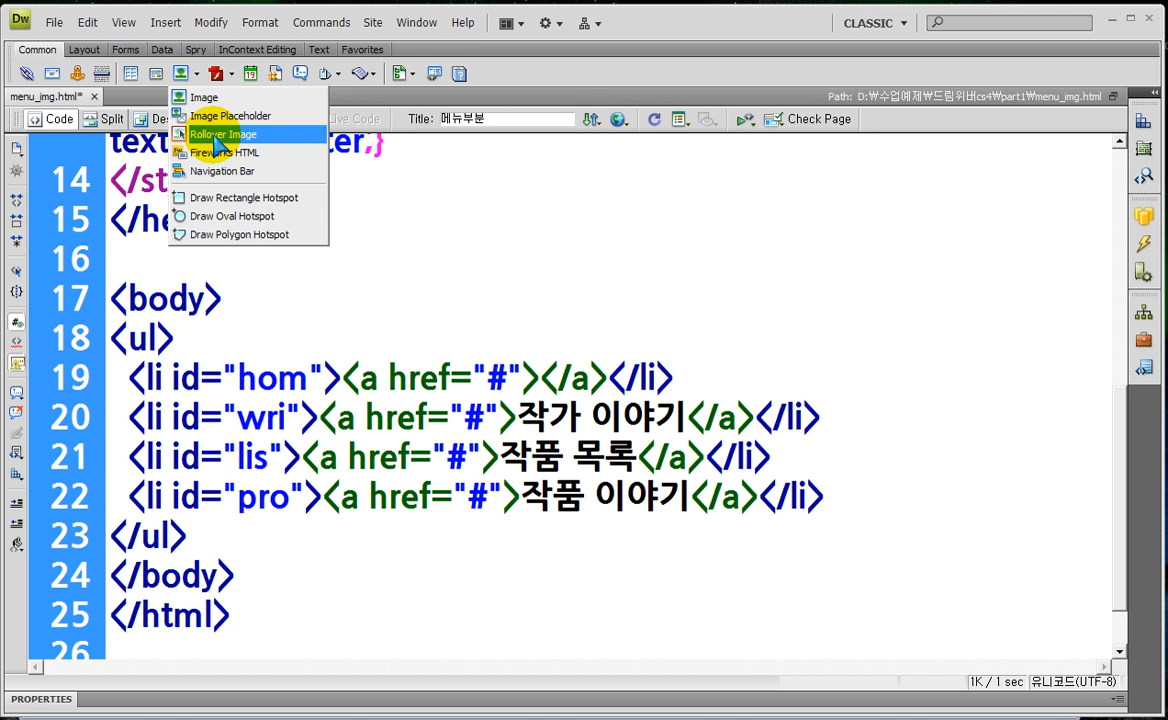 Dw File Edit View Insert Modify Format Commands Site Window Help CLASSIC
Common Layout Forms Data Spry InContext Editing Text Favorites
menu_img.html* Path: D:\수업예제\드림위버cs4\part1\menu_img.html
Image
Image Placeholder
Rollover Image
Fireworks HTML
Navigation Bar
Draw Rectangle Hotspot
Draw Oval Hotspot
Draw Polygon Hotspot
Code Split Live Code Title: 메뉴부분 Check Page
14 </st
15 </he
16
17 <body>
18 <ul>
19 <li id="hom"><a href="#"></a></li>
20 <li id="wri"><a href="#">작가 이야기</a></li>
21 <li id="lis"><a href="#">작품 목록</a></li>
22 <li id="pro"><a href="#">작품 이야기</a></li>
23 </ul>
24 </body>
25 </html>
26
1K / 1 sec 유니코드(UTF-8)
PROPERTIES